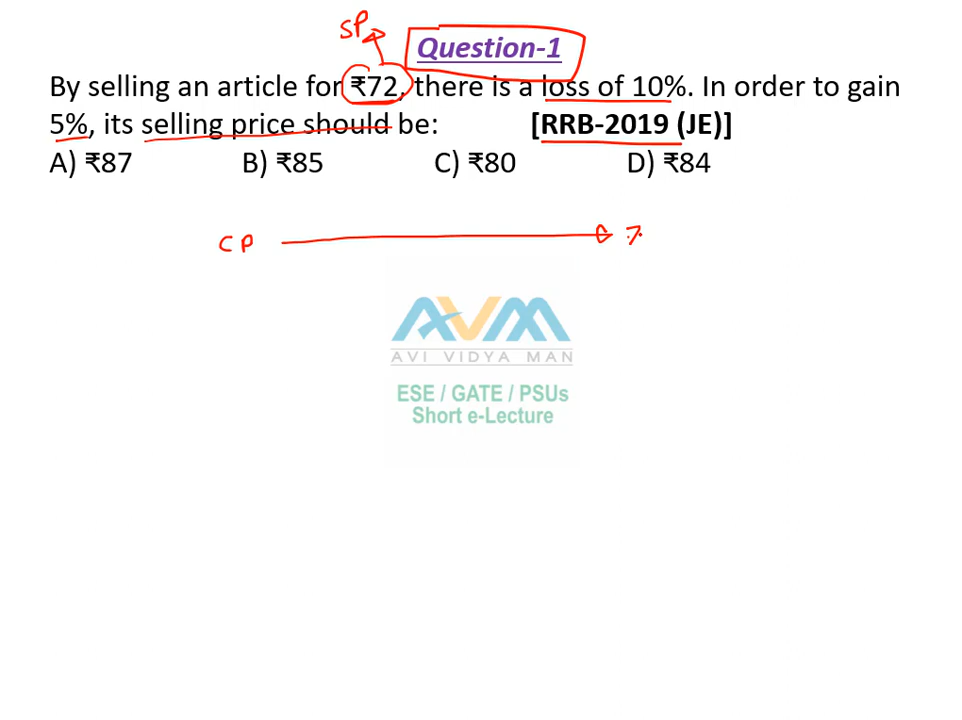 SP
Question-1
By selling an article for ₹72, there is a loss of 10%. In order to gain
5%, its selling price should be: [RRB-2019 (JE)]
A) ₹87 B) ₹85 C) ₹80 D) ₹84
CP %
AVM
AVI VIDYA MAN
ESE / GATE / PSUs
Short e-Lecture